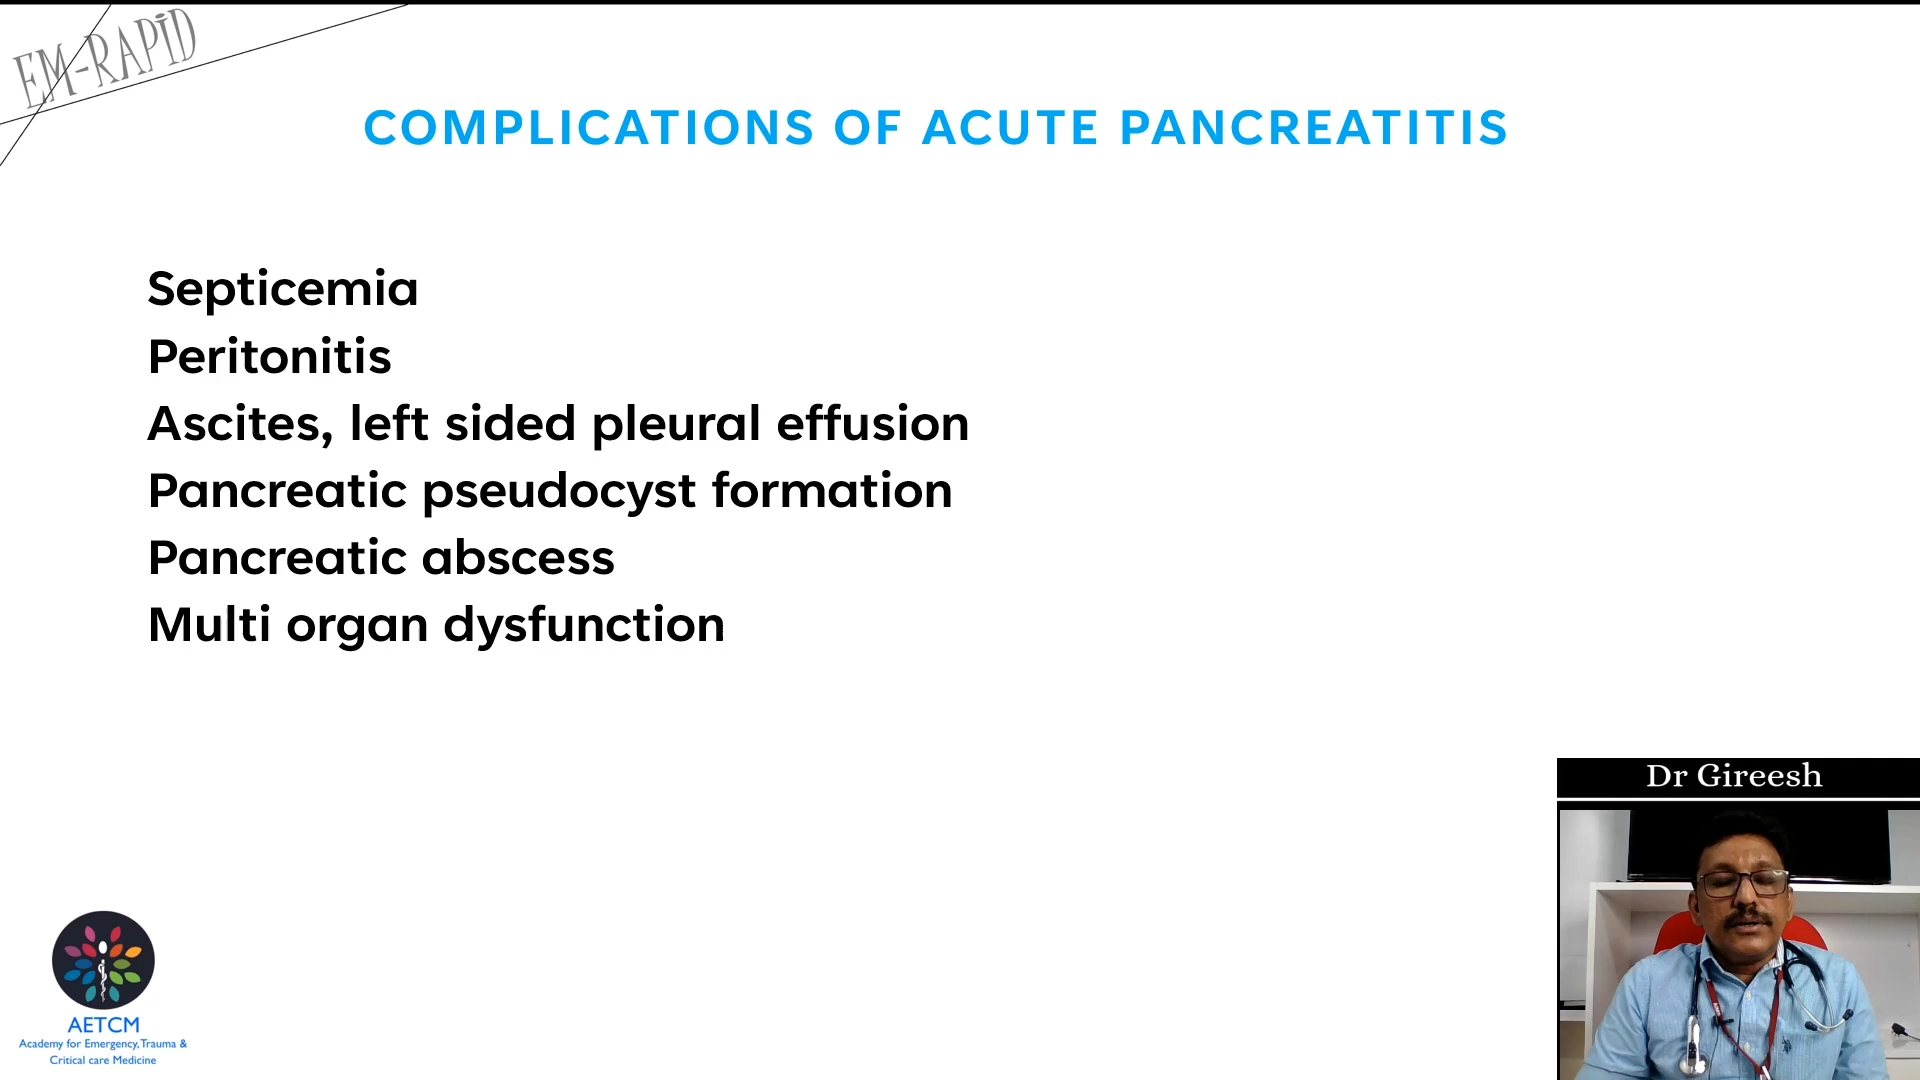 EM-RAPiD
COMPLICATIONS OF ACUTE PANCREATITIS
Septicemia
Peritonitis
Ascites, left sided pleural effusion
Pancreatic pseudocyst formation
Pancreatic abscess
Multi organ dysfunction
Dr Gireesh
AETCM
Academy for Emergency,Trauma &
Critical care Medicine